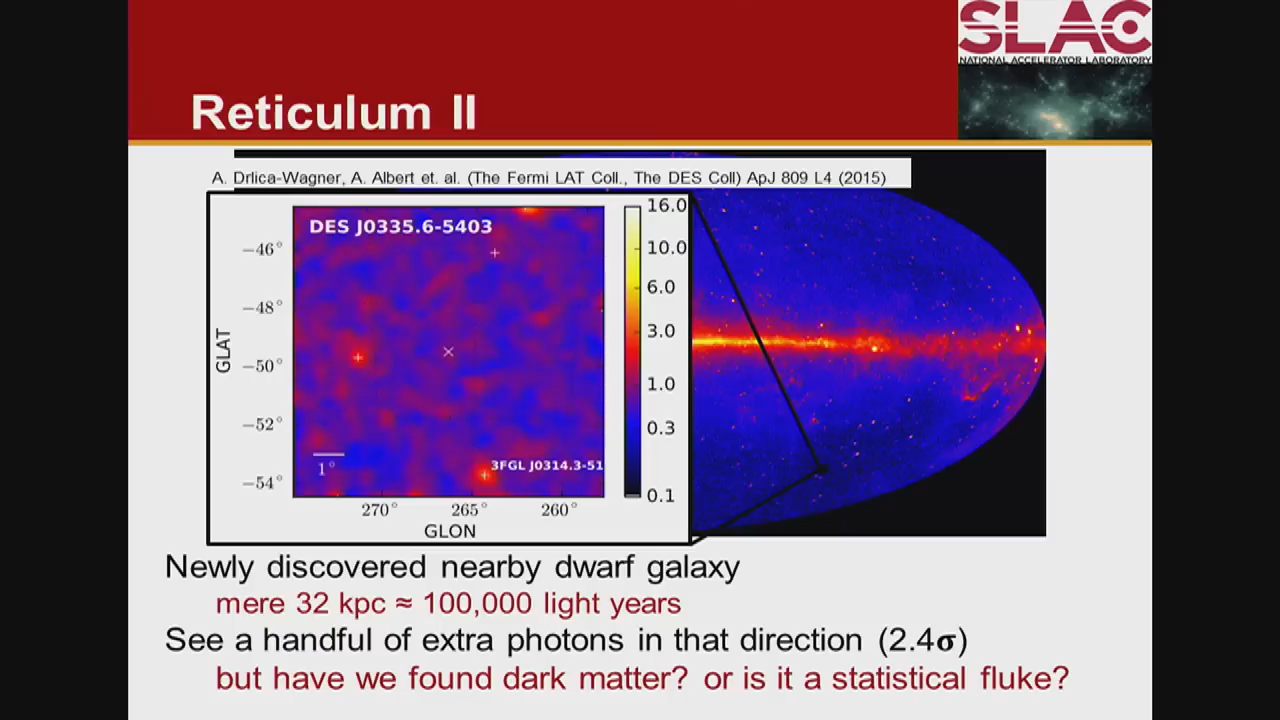 SLAC
NATIONAL ACCELERATOR LABORATORY
Reticulum II
A. Drlica-Wagner, A. Albert et. al. (The Fermi LAT Coll., The DES Coll) ApJ 809 L4 (2015)
DES J0335.6-5403
16.0
10.0
6.0
3.0
1.0
0.3
0.1
GLAT
−46°
−48°
−50°
−52°
−54°
1°
3FGL J0314.3-51
270° 265° 260°
GLON
Newly discovered nearby dwarf galaxy
mere 32 kpc ≈ 100,000 light years
See a handful of extra photons in that direction (2.4σ)
but have we found dark matter? or is it a statistical fluke?